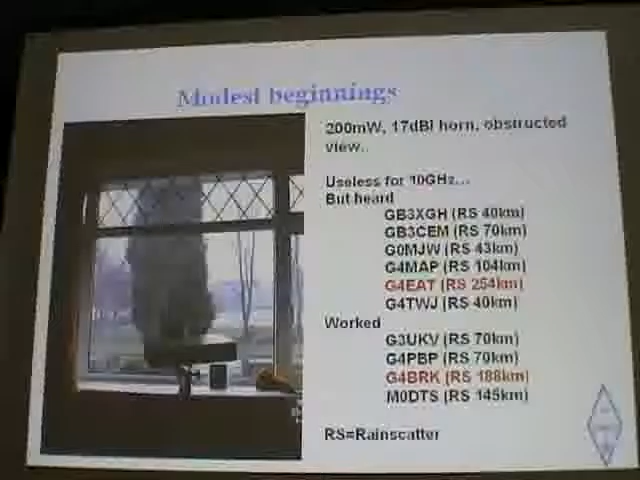 Modest beginnings
200mW, 17dBI horn, obstructed
view..
Useless for 10GHz...
But heard
GB3XGH (RS 40km)
GB3CEM (RS 70km)
G0MJW (RS 43km)
G4MAP (RS 104km)
G4EAT (RS 254km)
G4TWJ (RS 40km)
Worked
G3UKV (RS 70km)
G4PBP (RS 70km)
G4BRK (RS 188km)
M0DTS (RS 145km)
RS=Rainscatter